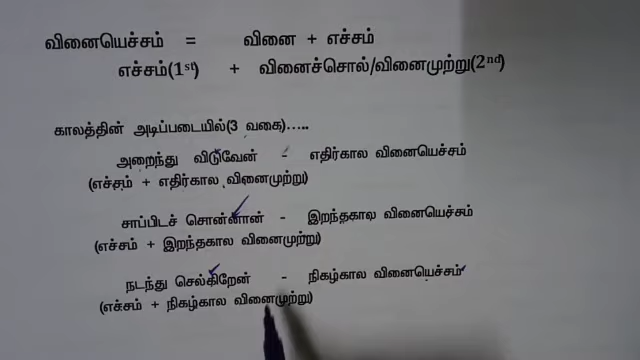 வினையெச்சம் = வினை + எச்சம்
எச்சம்(1st) + வினைச்சொல்/வினைமுற்று(2nd)
காலத்தின் அடிப்படையில்(3 வகை)…..
அறைந்து விடுவேன் - எதிர்கால வினையெச்சம்
(எச்சம் + எதிர்கால வினைமுற்று)
சாப்பிடச் சொன்னான் - இறந்தகால வினையெச்சம்
(எச்சம் + இறந்தகால வினைமுற்று)
நடந்து செல்கிறேன் - நிகழ்கால வினையெச்சம்
(எச்சம் + நிகழ்கால வினைமுற்று)